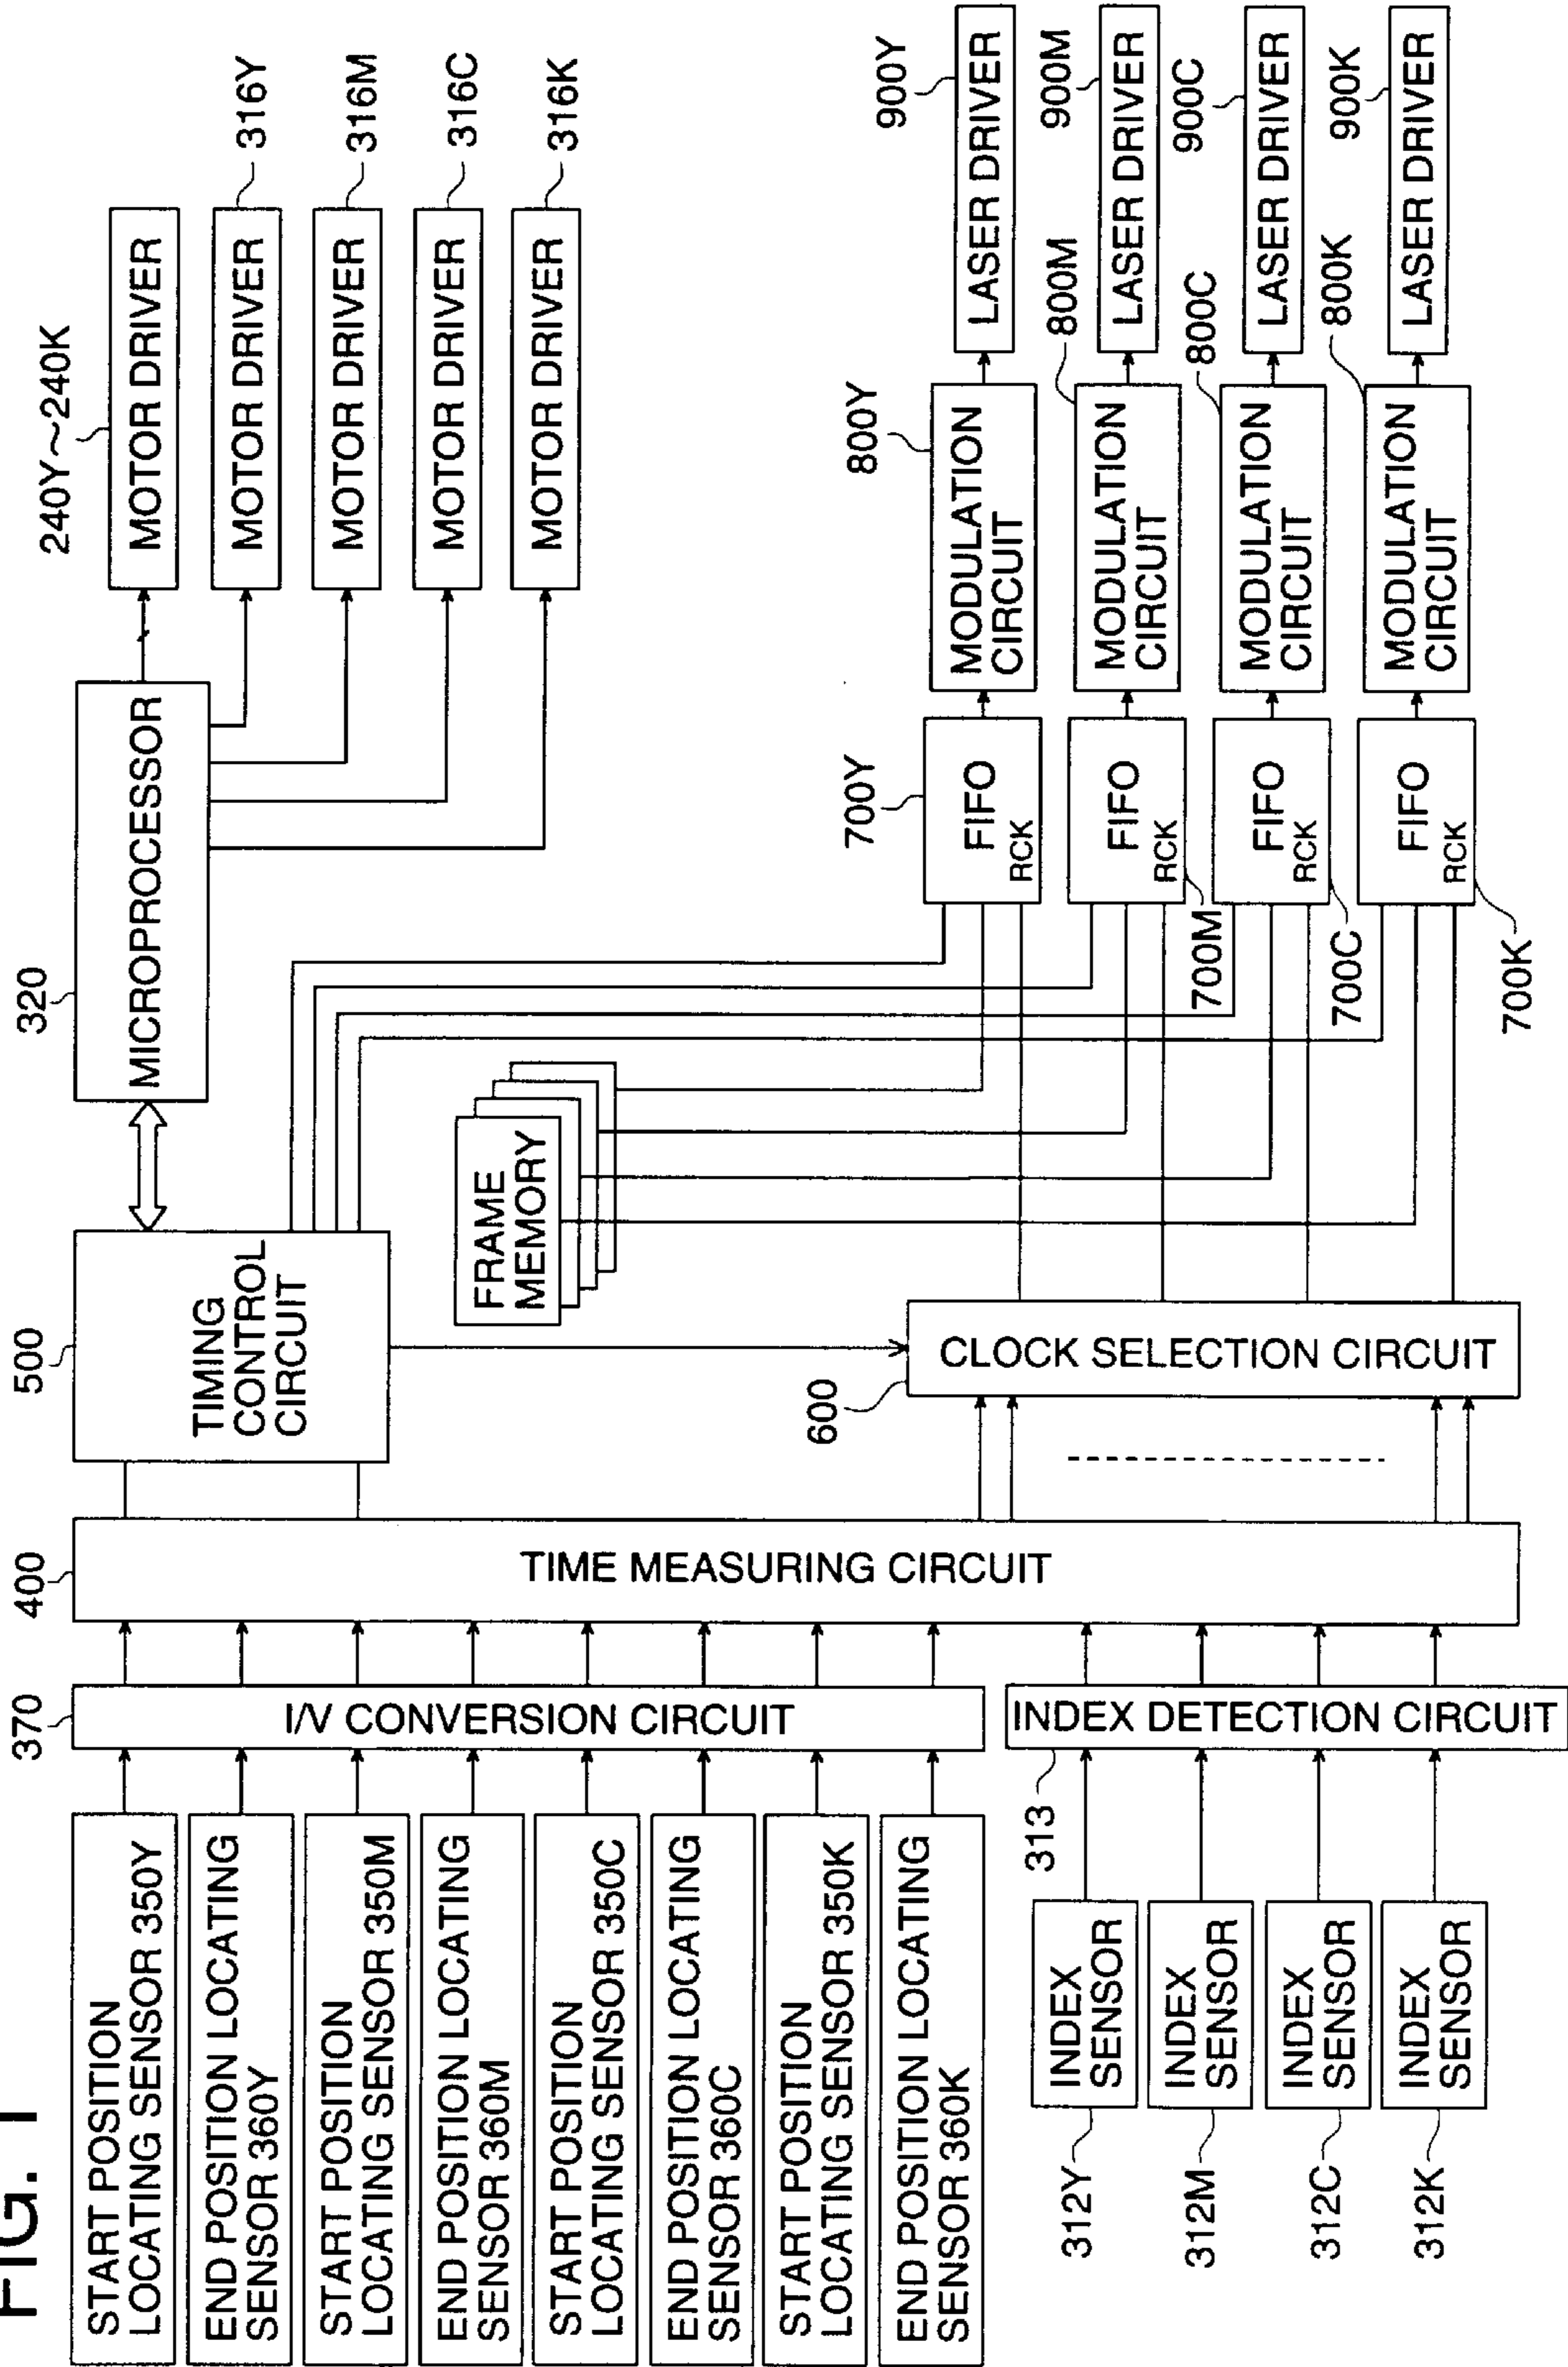 FIG. 1
START POSITION
LOCATING SENSOR 350Y
END POSITION LOCATING
SENSOR 360Y
START POSITION
LOCATING SENSOR 350M
END POSITION LOCATING
SENSOR 360M
START POSITION
LOCATING SENSOR 350C
END POSITION LOCATING
SENSOR 360C
START POSITION
LOCATING SENSOR 350K
END POSITION LOCATING
SENSOR 360K
312Y
INDEX
SENSOR
312M
INDEX
SENSOR
312C
INDEX
SENSOR
312K
INDEX
SENSOR
370
I/V CONVERSION CIRCUIT
313
INDEX DETECTION CIRCUIT
400
TIME MEASURING CIRCUIT
500
TIMING
CONTROL
CIRCUIT
600
CLOCK SELECTION CIRCUIT
FRAME
MEMORY
320
MICROPROCESSOR
240Y~240K
MOTOR DRIVER
MOTOR DRIVER
316Y
MOTOR DRIVER
316M
MOTOR DRIVER
316C
MOTOR DRIVER
316K
700Y
FIFO
RCK
800Y
MODULATION
CIRCUIT
900Y
LASER DRIVER
700M
FIFO
RCK
800M
MODULATION
CIRCUIT
900M
LASER DRIVER
700C
FIFO
RCK
800C
MODULATION
CIRCUIT
900C
LASER DRIVER
700K
FIFO
RCK
800K
MODULATION
CIRCUIT
900K
LASER DRIVER